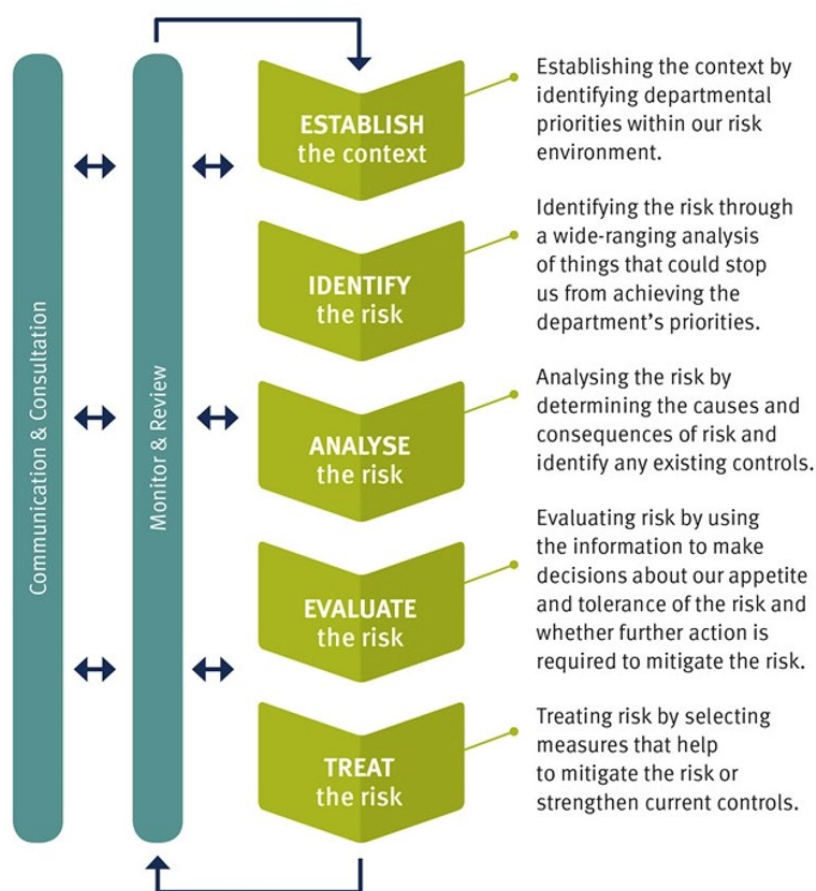 Communication & Consultation
Monitor & Review
ESTABLISH
the context
Establishing the context by
identifying departmental
priorities within our risk
environment.
IDENTIFY
the risk
Identifying the risk through
a wide-ranging analysis
of things that could stop
us from achieving the
department’s priorities.
ANALYSE
the risk
Analysing the risk by
determining the causes and
consequences of risk and
identify any existing controls.
EVALUATE
the risk
Evaluating risk by using
the information to make
decisions about our appetite
and tolerance of the risk and
whether further action is
required to mitigate the risk.
TREAT
the risk
Treating risk by selecting
measures that help
to mitigate the risk or
strengthen current controls.